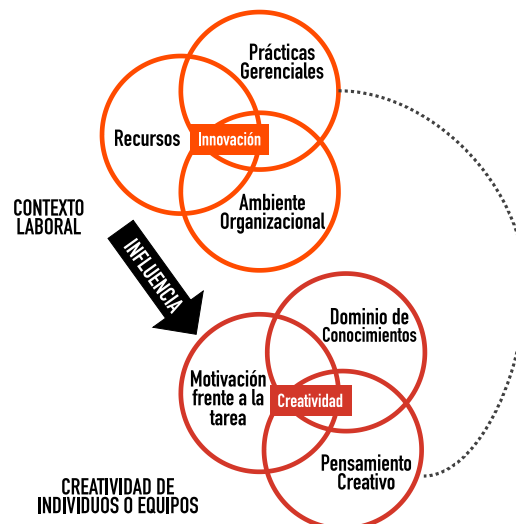 Prácticas
Gerenciales
Recursos
Innovación
Ambiente
Organizacional
CONTEXTO
LABORAL
INFLUENCIA
Dominio de
Conocimientos
Motivación
frente a la
tarea
Creatividad
Pensamiento
Creativo
CREATIVIDAD DE
INDIVIDUOS O EQUIPOS